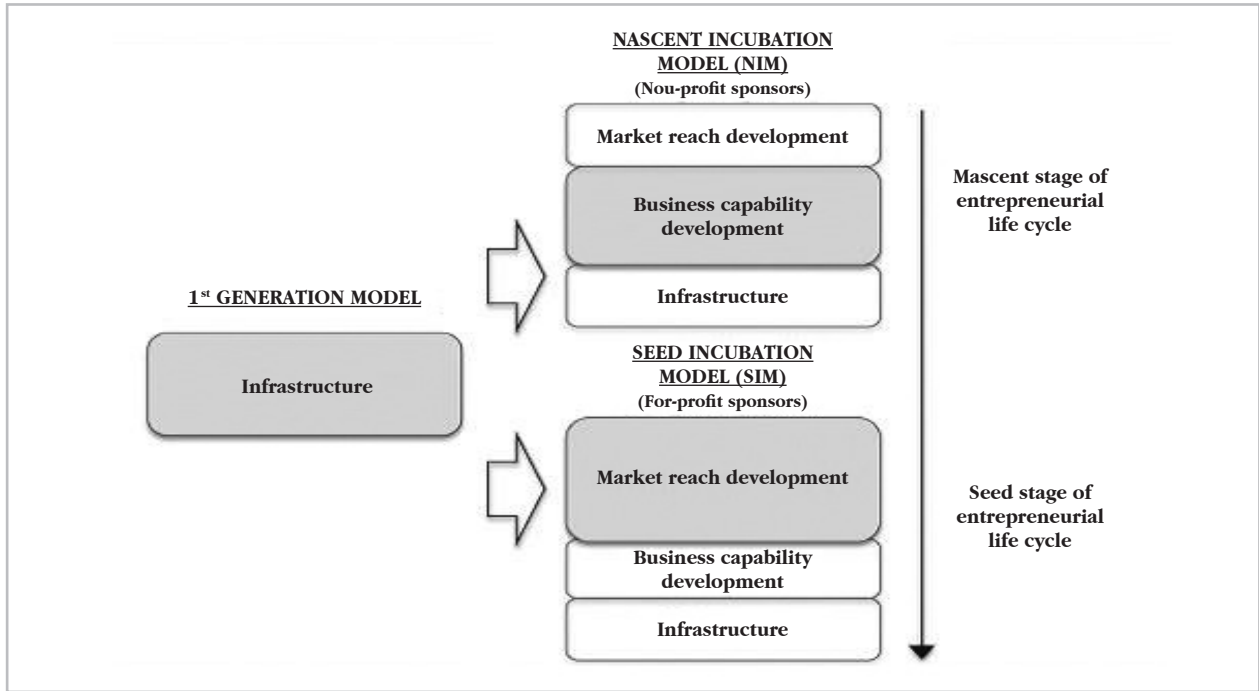 1st GENERATION MODEL
Infrastructure
NASCENT INCUBATION
MODEL (NIM)
(Nou-profit sponsors)
Market reach development
Business capability
development
Infrastructure
SEED INCUBATION
MODEL (SIM)
(For-profit sponsors)
Market reach development
Business capability
development
Infrastructure
Mascent stage of
entrepreneurial
life cycle
Seed stage of
entrepreneurial
life cycle